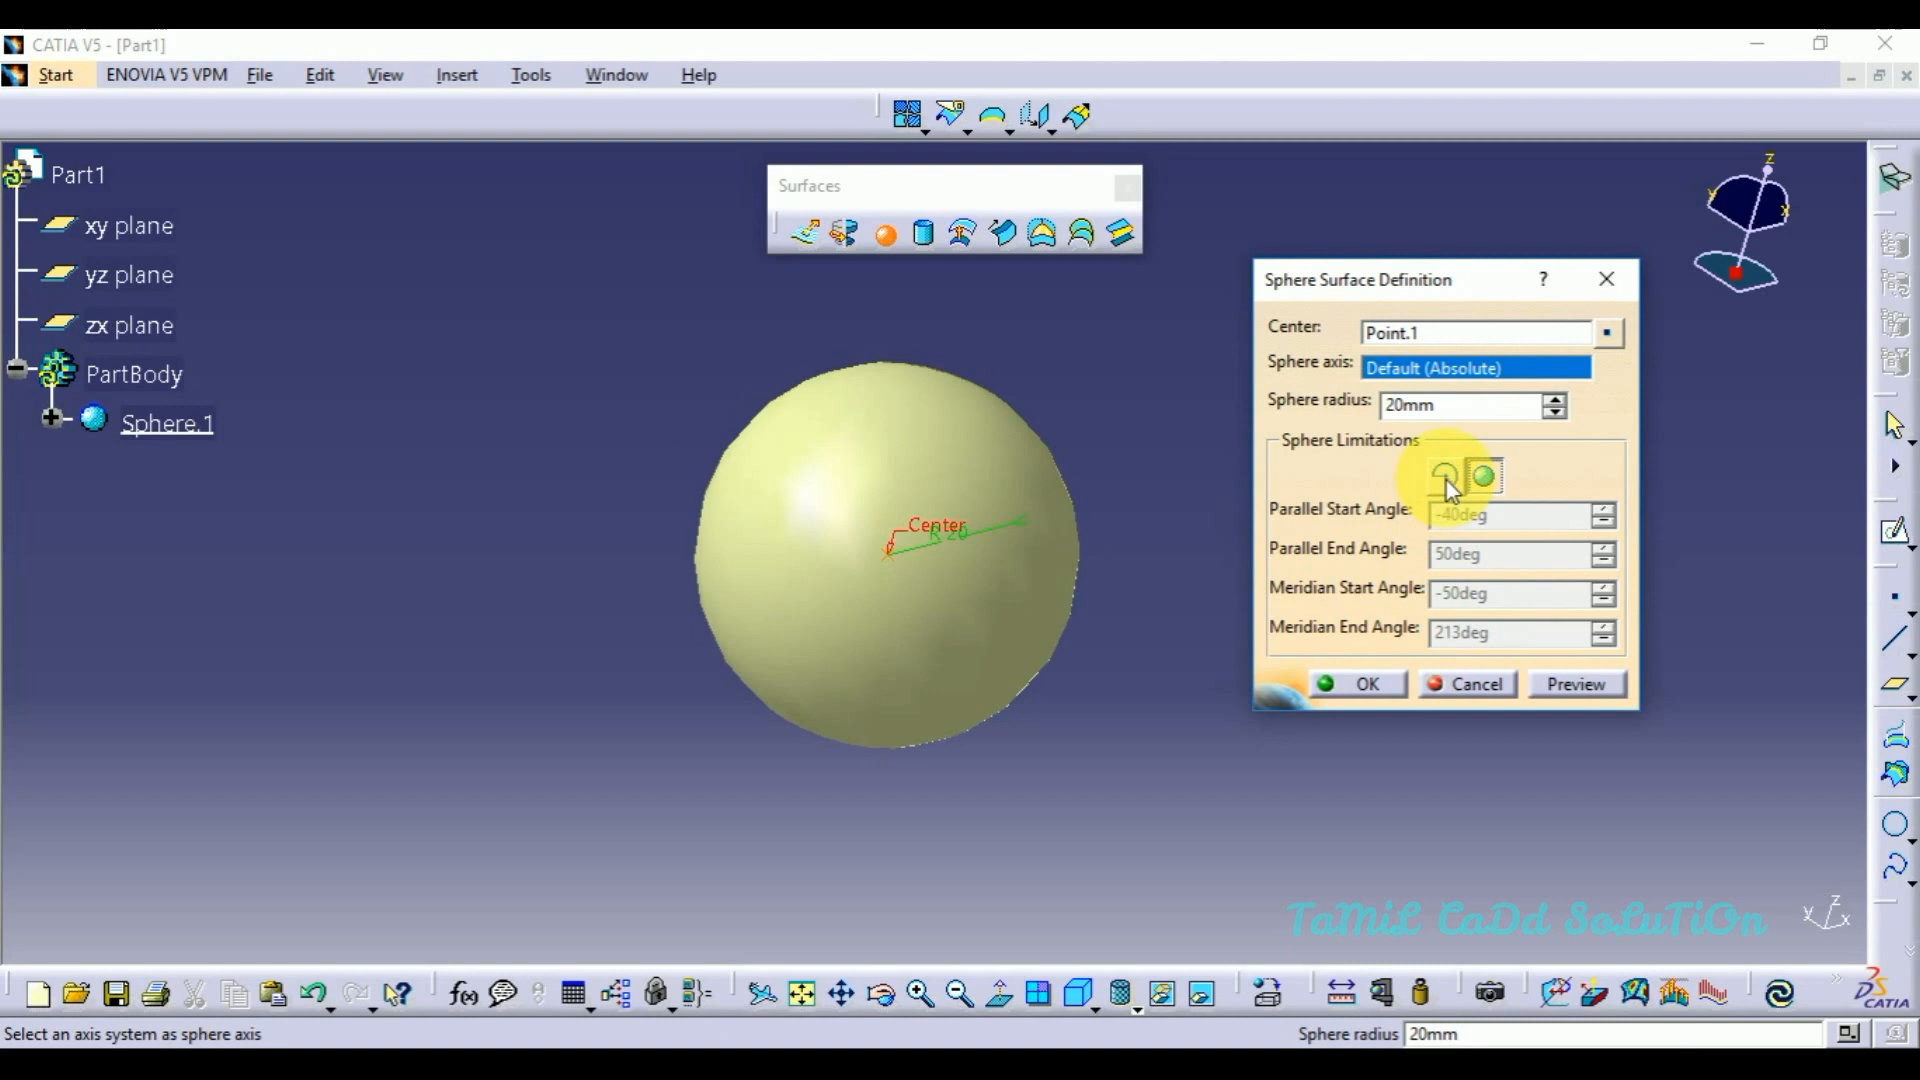 CATIA V5 - [Part1]
Start ENOVIA V5 VPM File Edit View Insert Tools Window Help
Part1
xy plane
yz plane
zx plane
PartBody
Sphere.1
Surfaces
z
y
x
Center
R 20
Sphere Surface Definition ?
Center: Point.1
Sphere axis: Default (Absolute)
Sphere radius: 20mm
Sphere Limitations
Parallel Start Angle: -40deg
Parallel End Angle: 50deg
Meridian Start Angle: -50deg
Meridian End Angle: 213deg
OK Cancel Preview
TaMiL CaDd SoLuTiOn
y z x
f(x)
DS CATIA
Select an axis system as sphere axis
Sphere radius 20mm